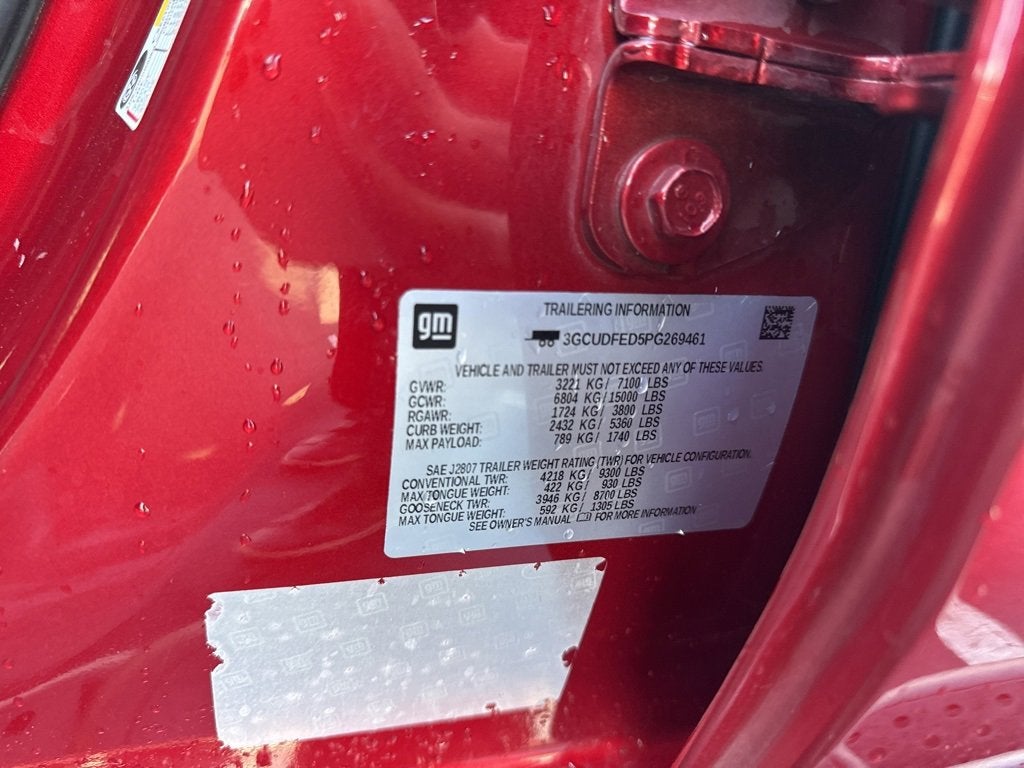 gm
TRAILERING INFORMATION
3GCUDFED5PG269461
VEHICLE AND TRAILER MUST NOT EXCEED ANY OF THESE VALUES.
GVWR: 3221 KG/ 7100 LBS
GCWR: 6804 KG/ 15000 LBS
RGAWR: 1724 KG/ 3800 LBS
CURB WEIGHT: 2432 KG/ 5360 LBS
MAX PAYLOAD: 789 KG/ 1740 LBS
SAE J2807 TRAILER WEIGHT RATING (TWR) FOR VEHICLE CONFIGURATION.
CONVENTIONAL TWR: 4218 KG/ 9300 LBS
MAX TONGUE WEIGHT: 422 KG/ 930 LBS
GOOSENECK TWR: 3946 KG/ 8700 LBS
MAX TONGUE WEIGHT: 592 KG/ 1305 LBS
SEE OWNER'S MANUAL FOR MORE INFORMATION